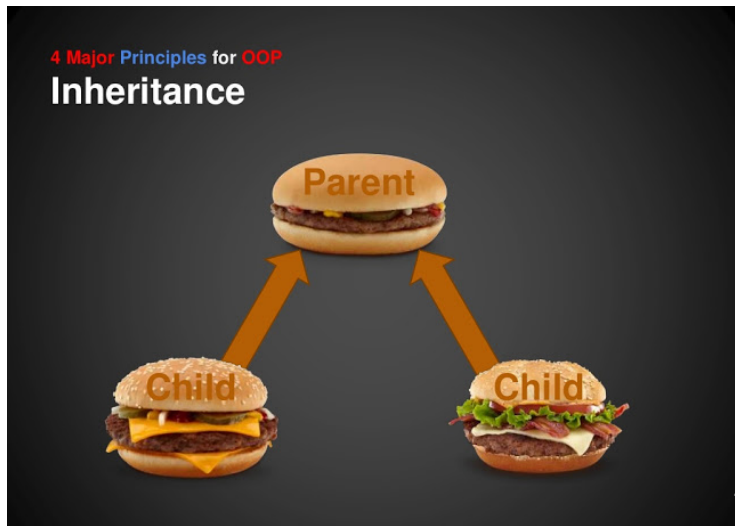 4 Major Principles for OOP
Inheritance
Parent
Child
Child